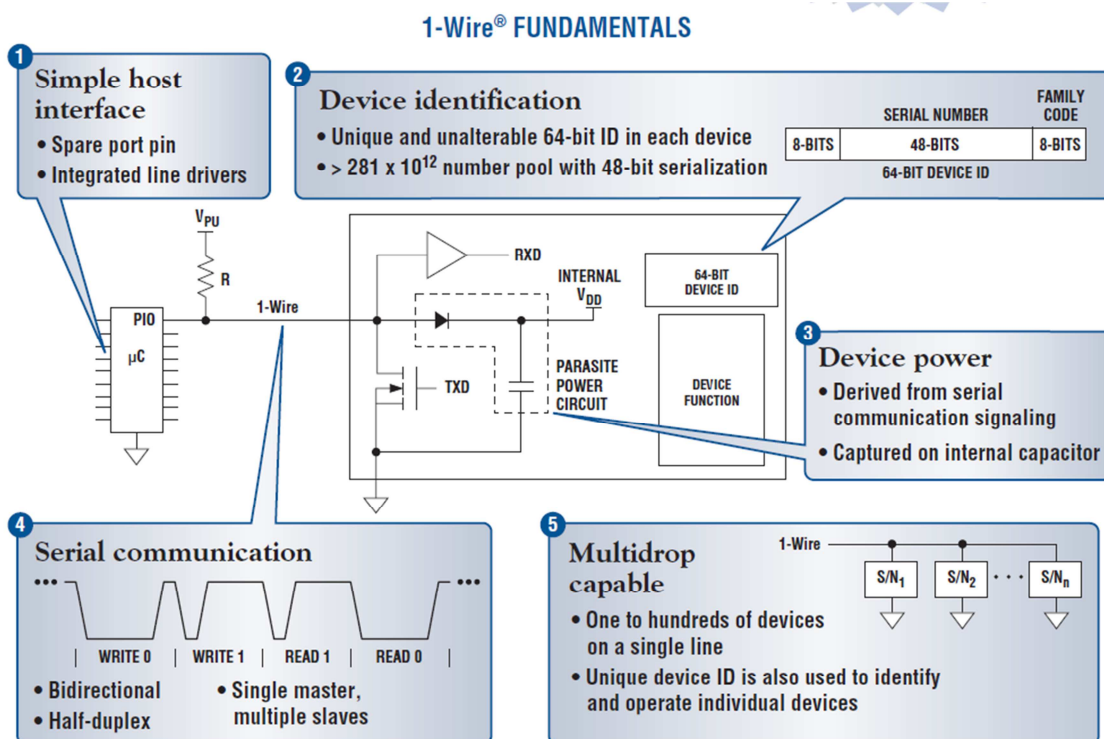 1-Wire® FUNDAMENTALS
1
Simple host
interface
• Spare port pin
• Integrated line drivers
2
Device identification
• Unique and unalterable 64-bit ID in each device
• > 281 x 10¹² number pool with 48-bit serialization
SERIAL NUMBER
FAMILY
CODE
8-BITS
48-BITS
8-BITS
64-BIT DEVICE ID
VPU
R
1-Wire
PIO
µC
RXD
TXD
INTERNAL
VDD
PARASITE
POWER
CIRCUIT
64-BIT
DEVICE ID
DEVICE
FUNCTION
3
Device power
• Derived from serial
communication signaling
• Captured on internal capacitor
4
Serial communication
••• •••
| WRITE 0 | WRITE 1 | READ 1 | READ 0 |
• Bidirectional
• Half-duplex
• Single master,
multiple slaves
5
Multidrop
capable
1-Wire
S/N1 S/N2 • • • S/Nn
• One to hundreds of devices
on a single line
• Unique device ID is also used to identify
and operate individual devices